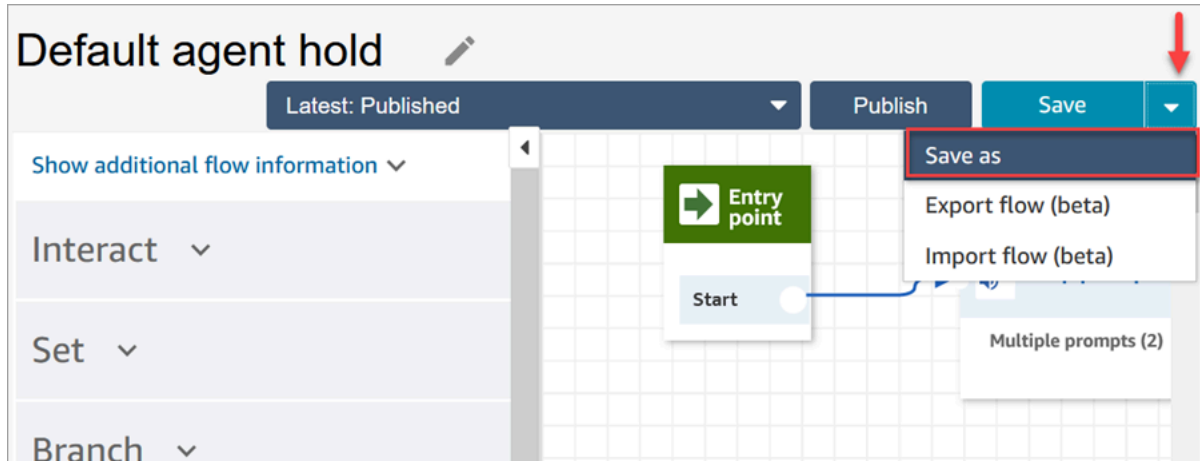 Default agent hold
Latest: Published
Publish
Save
Show additional flow information
Save as
Export flow (beta)
Import flow (beta)
Entry
point
Start
Interact
Set
Branch
Multiple prompts (2)